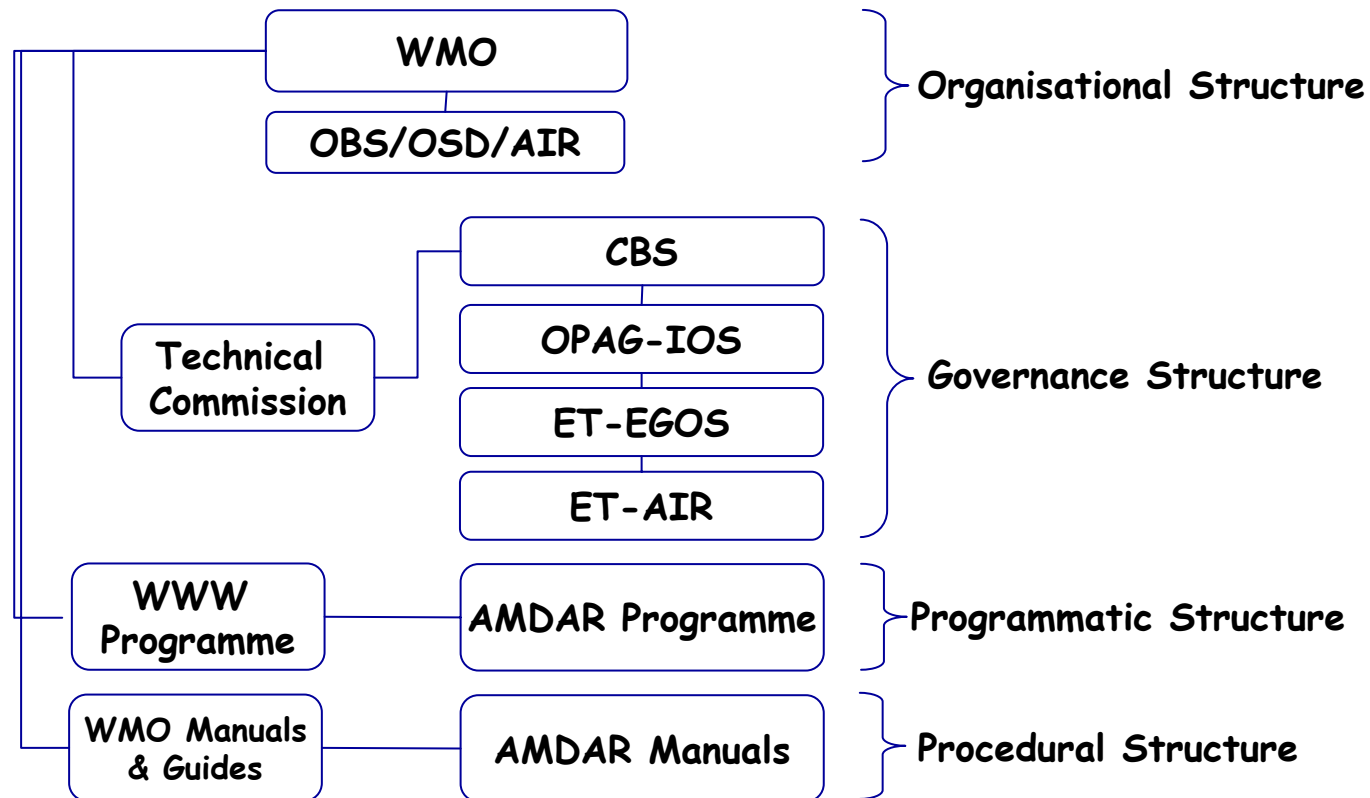 WMO
Organisational Structure
OBS/OSD/AIR
CBS
OPAG-IOS
Technical
Commission
Governance Structure
ET-EGOS
ET-AIR
WWW
Programme
AMDAR Programme
Programmatic Structure
WMO Manuals
& Guides
AMDAR Manuals
Procedural Structure